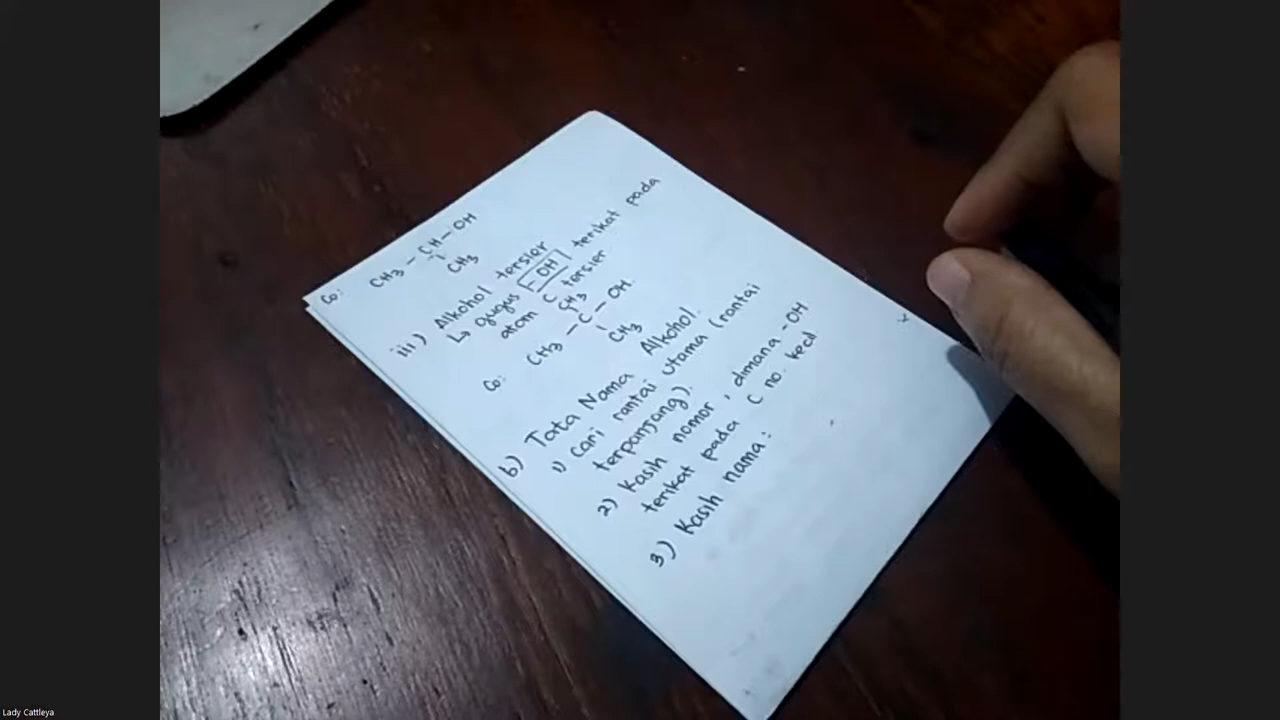 Co: CH3 - CH - OH
CH3
iii) Alkohol tersier
↳ gugus -OH terikat pada
atom C tersier
CH3
Co: CH3 - C - OH
CH3
b) Tata Nama Alkohol.
1) Cari rantai utama (rantai
terpanjang).
2) Kasih nomor, dimana -OH
terikat pada C no. kecil
3) Kasih nama:
Lady Cattleya